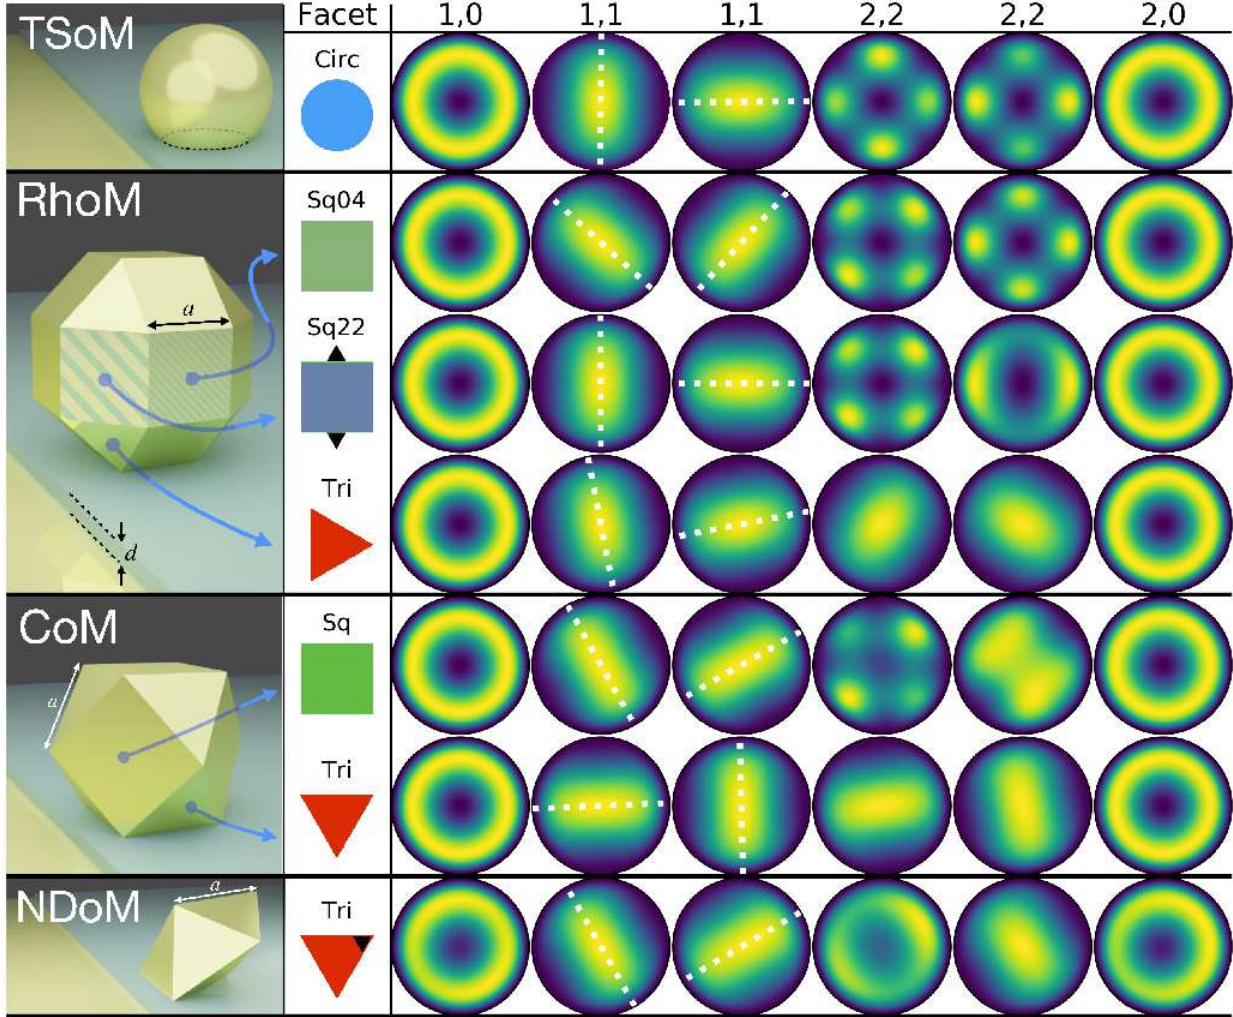 TSoM Facet 1,0 1,1 1,1 2,2 2,2 2,0
Circ
RhoM
Sq04
a
Sq22
Tri
d
CoM
Sq
a
Tri
NDoM
a
Tri